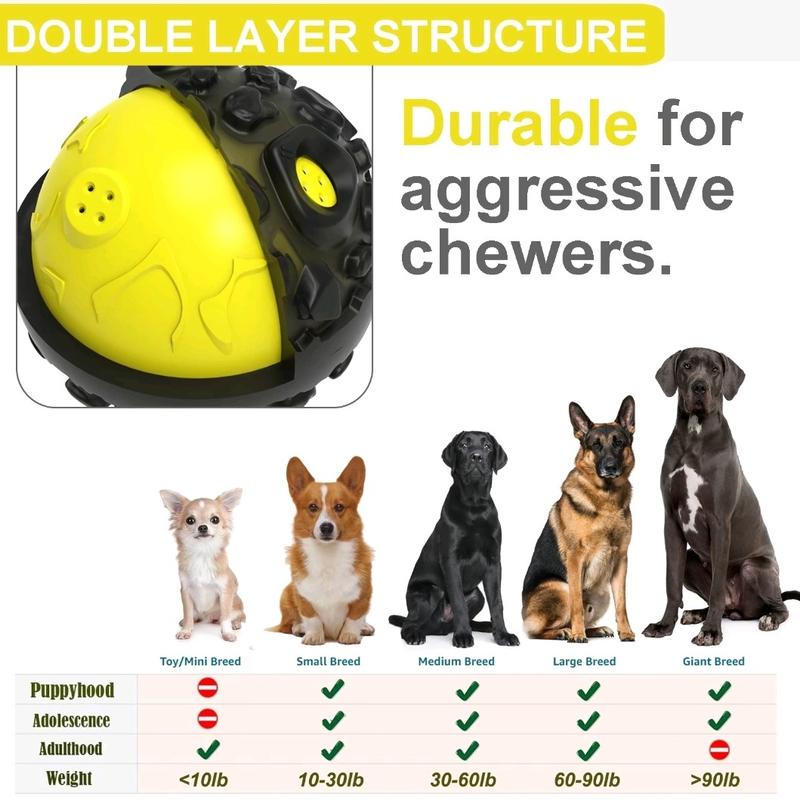 DOUBLE LAYER STRUCTURE
Durable for
aggressive
chewers.
Toy/Mini Breed Small Breed Medium Breed Large Breed Giant Breed
Puppyhood
Adolescence
Adulthood
Weight <10lb 10-30lb 30-60lb 60-90lb >90lb